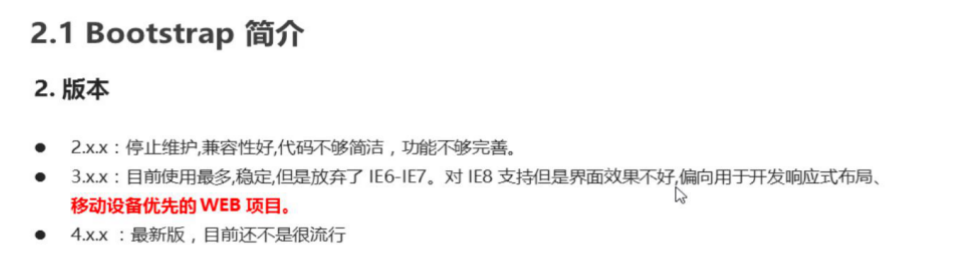 2.1 Bootstrap 简介
2. 版本
● 2.x.x：停止维护,兼容性好,代码不够简洁，功能不够完善。
● 3.x.x：目前使用最多,稳定,但是放弃了 IE6-IE7。对 IE8 支持但是界面效果不好,偏向用于开发响应式布局、
移动设备优先的 WEB 项目。
● 4.x.x ：最新版，目前还不是很流行